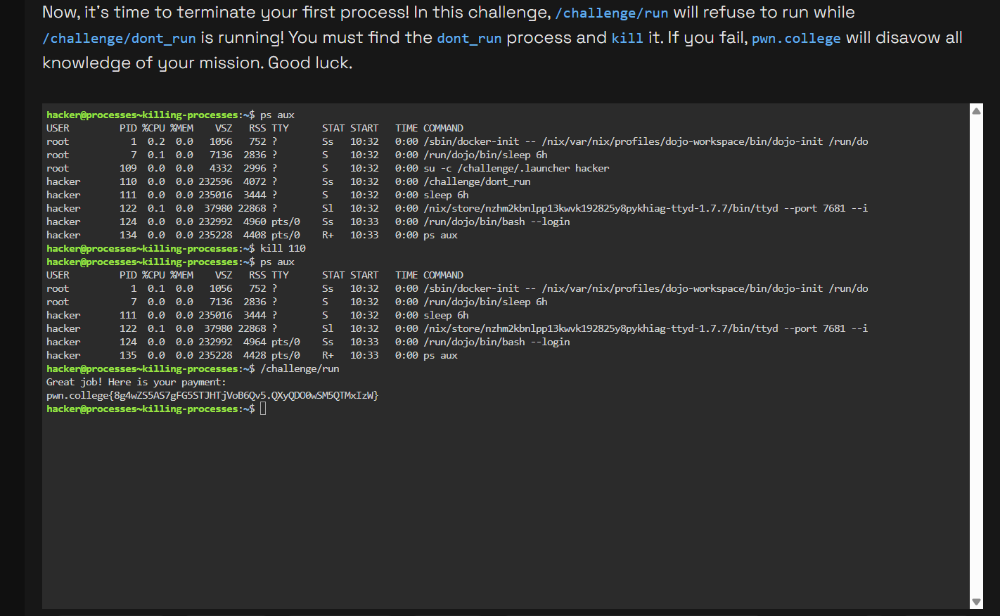 Now, it's time to terminate your first process! In this challenge, /challenge/run will refuse to run while
/challenge/dont_run is running! You must find the dont_run process and kill it. If you fail, pwn.college will disavow all
knowledge of your mission. Good luck.
hacker@processes~killing-processes:~$ ps aux
USER         PID %CPU %MEM    VSZ   RSS TTY      STAT START   TIME COMMAND
root           1  0.2  0.0   1056   752 ?        Ss   10:32   0:00 /sbin/docker-init -- /nix/var/nix/profiles/dojo-workspace/bin/dojo-init /run/do
root           7  0.1  0.0   7136  2836 ?        S    10:32   0:00 /run/dojo/bin/sleep 6h
root         109  0.0  0.0   4332  2996 ?        S    10:32   0:00 su -c /challenge/.launcher hacker
hacker       110  0.0  0.0 232596  4072 ?        Ss   10:32   0:00 /challenge/dont_run
hacker       111  0.0  0.0 235016  3444 ?        S    10:32   0:00 sleep 6h
hacker       122  0.1  0.0  37980 22868 ?        Sl   10:32   0:00 /nix/store/nzhm2kbnlpp13kwvk192825y8pykhiag-ttyd-1.7.7/bin/ttyd --port 7681 --i
hacker       124  0.0  0.0 232992  4960 pts/0    Ss   10:33   0:00 /run/dojo/bin/bash --login
hacker       134  0.0  0.0 235228  4408 pts/0    R+   10:33   0:00 ps aux
hacker@processes~killing-processes:~$ kill 110
hacker@processes~killing-processes:~$ ps aux
USER         PID %CPU %MEM    VSZ   RSS TTY      STAT START   TIME COMMAND
root           1  0.1  0.0   1056   752 ?        Ss   10:32   0:00 /sbin/docker-init -- /nix/var/nix/profiles/dojo-workspace/bin/dojo-init /run/do
root           7  0.0  0.0   7136  2836 ?        S    10:32   0:00 /run/dojo/bin/sleep 6h
hacker       111  0.0  0.0 235016  3444 ?        S    10:32   0:00 sleep 6h
hacker       122  0.1  0.0  37980 22868 ?        Sl   10:32   0:00 /nix/store/nzhm2kbnlpp13kwvk192825y8pykhiag-ttyd-1.7.7/bin/ttyd --port 7681 --i
hacker       124  0.0  0.0 232992  4964 pts/0    Ss   10:33   0:00 /run/dojo/bin/bash --login
hacker       135  0.0  0.0 235228  4428 pts/0    R+   10:33   0:00 ps aux
hacker@processes~killing-processes:~$ /challenge/run
Great job! Here is your payment:
pwn.college{8g4wZS5AS7gFG5STJHTjVoB6Qv5.QXyQDO0wSM5QTMxIzW}
hacker@processes~killing-processes:~$